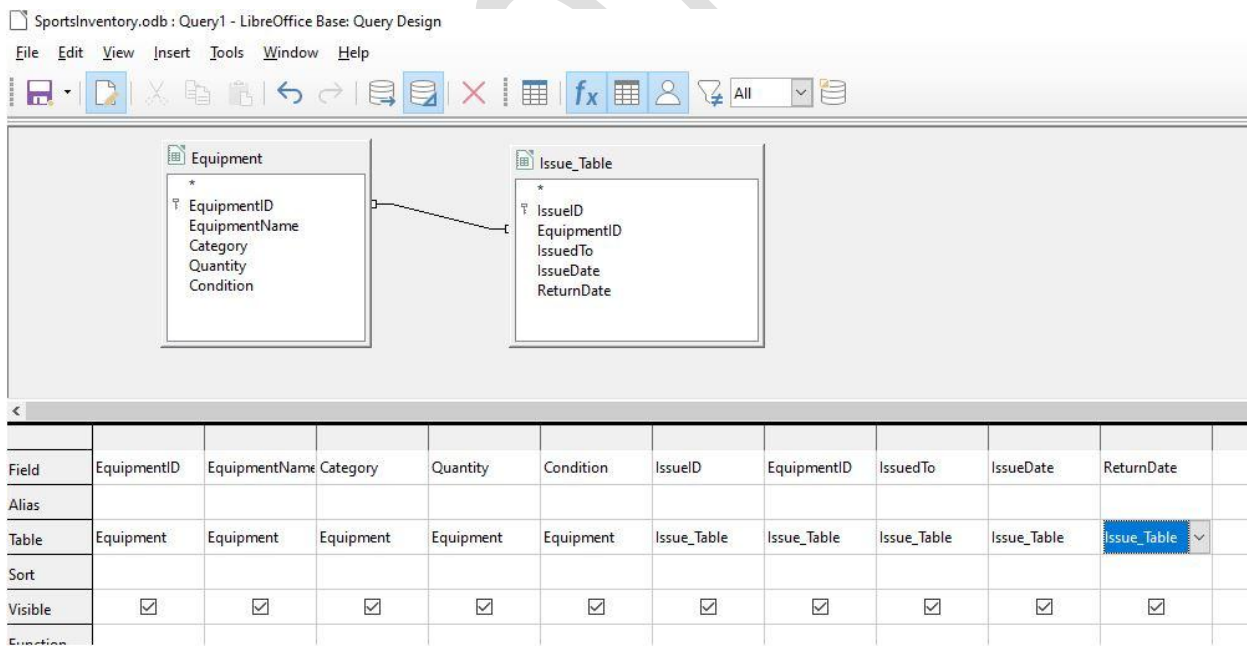 SportsInventory.odb : Query1 - LibreOffice Base: Query Design
File Edit View Insert Tools Window Help
fx All
Equipment
*
EquipmentID
EquipmentName
Category
Quantity
Condition
Issue_Table
*
IssueID
EquipmentID
IssuedTo
IssueDate
ReturnDate
Field EquipmentID EquipmentName Category Quantity Condition IssueID EquipmentID IssuedTo IssueDate ReturnDate
Alias
Table Equipment Equipment Equipment Equipment Equipment Issue_Table Issue_Table Issue_Table Issue_Table Issue_Table
Sort
Visible
Function